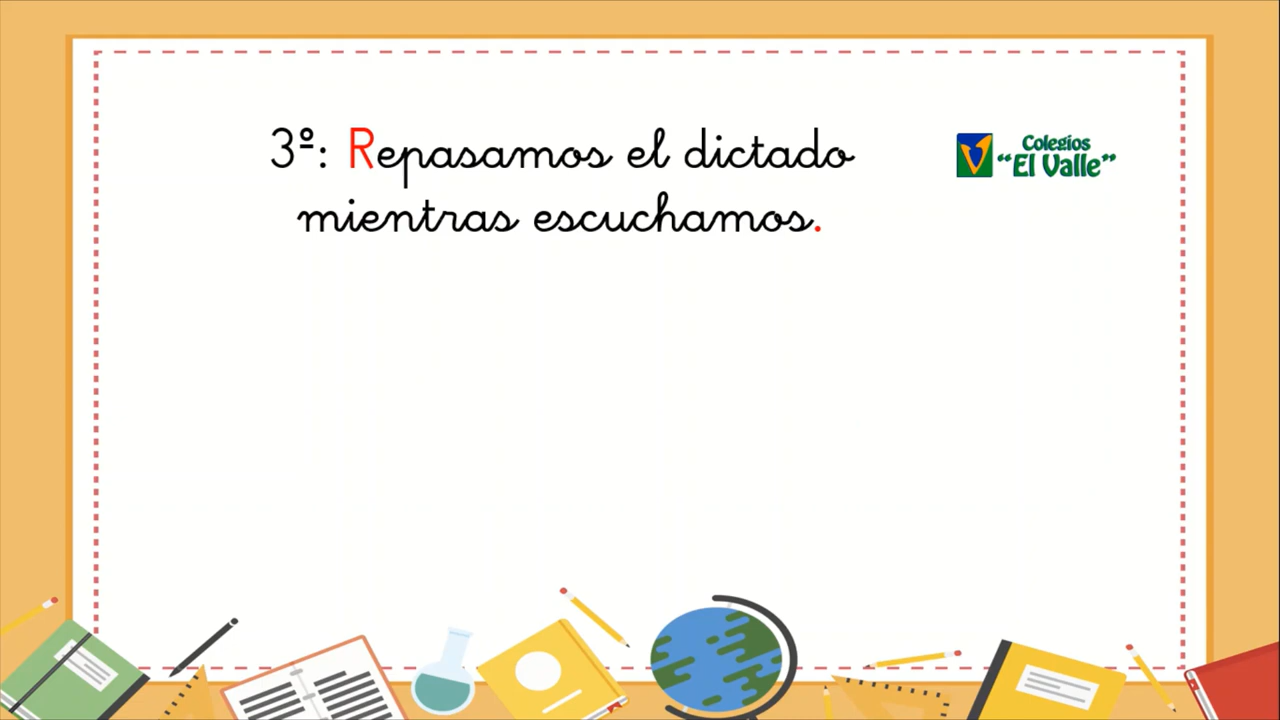 3º: Repasamos el dictado
mientras escuchamos.
Colegios
“El Valle”